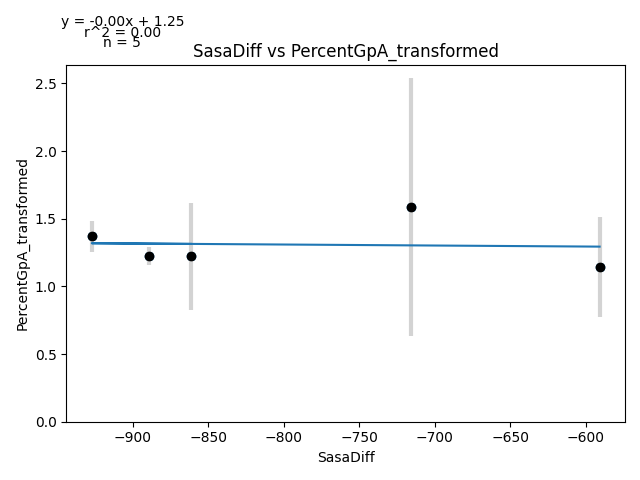 y = -0.00x + 1.25
r^2 = 0.00
n = 5
SasaDiff vs PercentGpA_transformed
PercentGpA_transformed
2.5
2.0
1.5
1.0
0.5
0.0
−900
−850
−800
−750
−700
−650
−600
SasaDiff